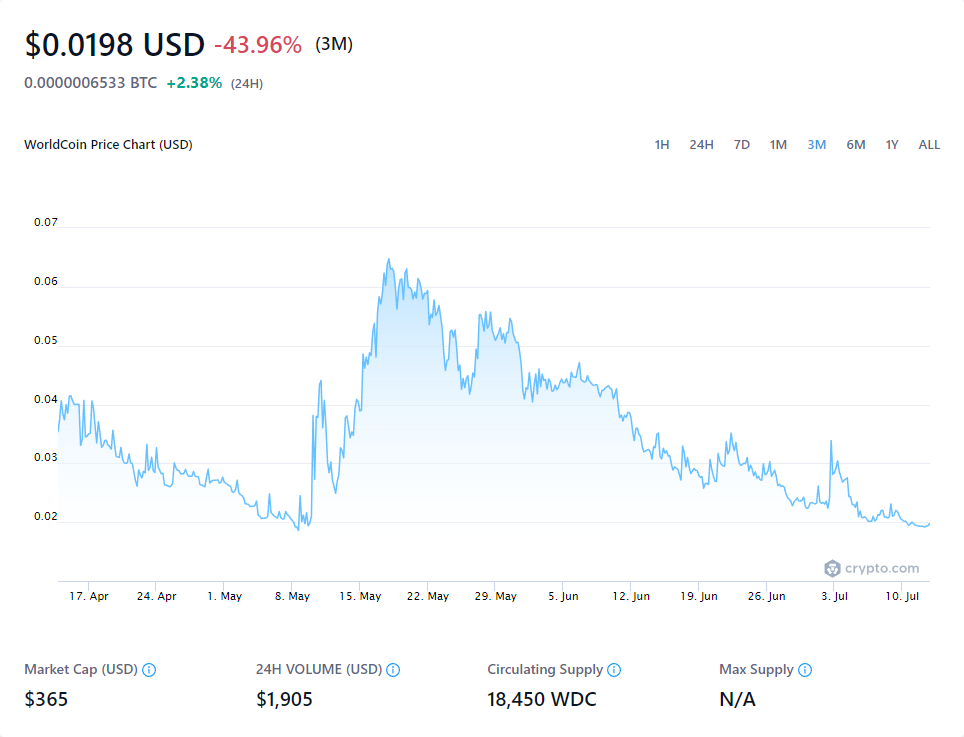 $0.0198 USD -43.96% (3M)
0.0000006533 BTC +2.38% (24H)
WorldCoin Price Chart (USD) 1H 24H 7D 1M 3M 6M 1Y ALL
0.07
0.06
0.05
0.04
0.03
0.02
crypto.com
17. Apr 24. Apr 1. May 8. May 15. May 22. May 29. May 5. Jun 12. Jun 19. Jun 26. Jun 3. Jul 10. Jul
Market Cap (USD) 24H VOLUME (USD) Circulating Supply Max Supply
$365 $1,905 18,450 WDC N/A